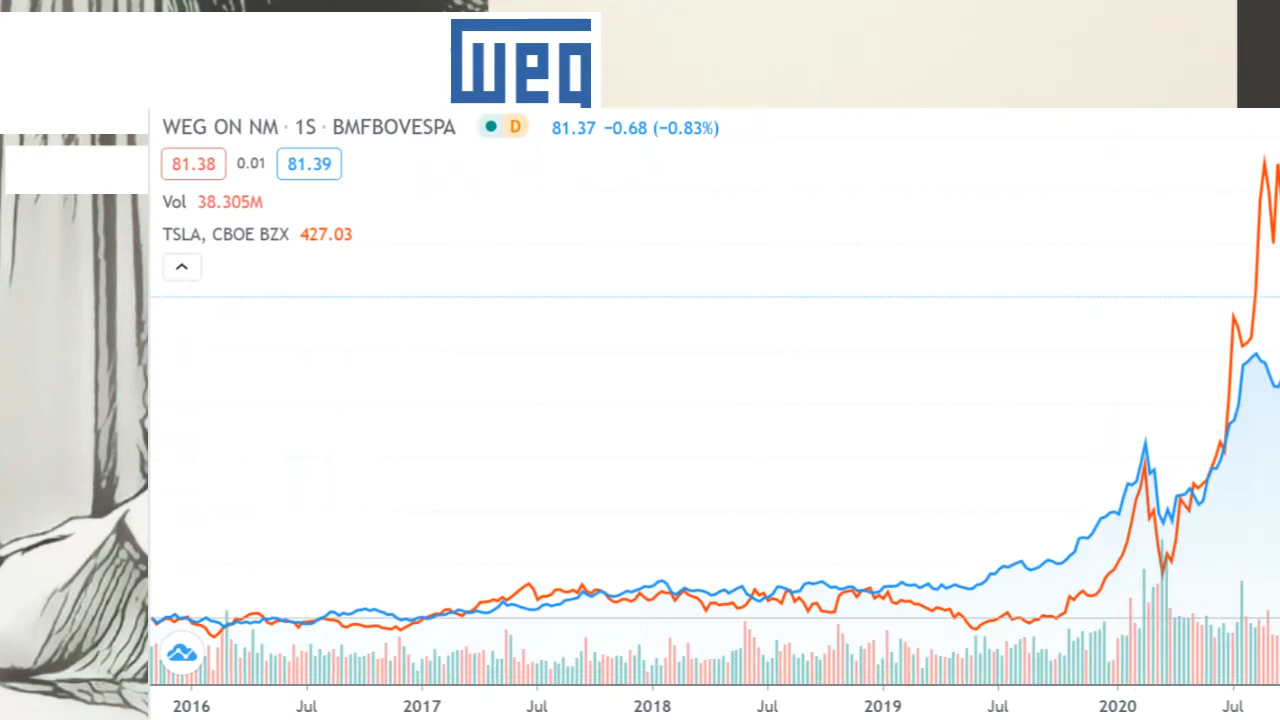 weg
WEG ON NM · 1S · BMFBOVESPA D 81.37 −0.68 (−0.83%)
81.38 0.01 81.39
Vol 38.305M
TSLA, CBOE BZX 427.03
2016 Jul 2017 Jul 2018 Jul 2019 Jul 2020 Jul